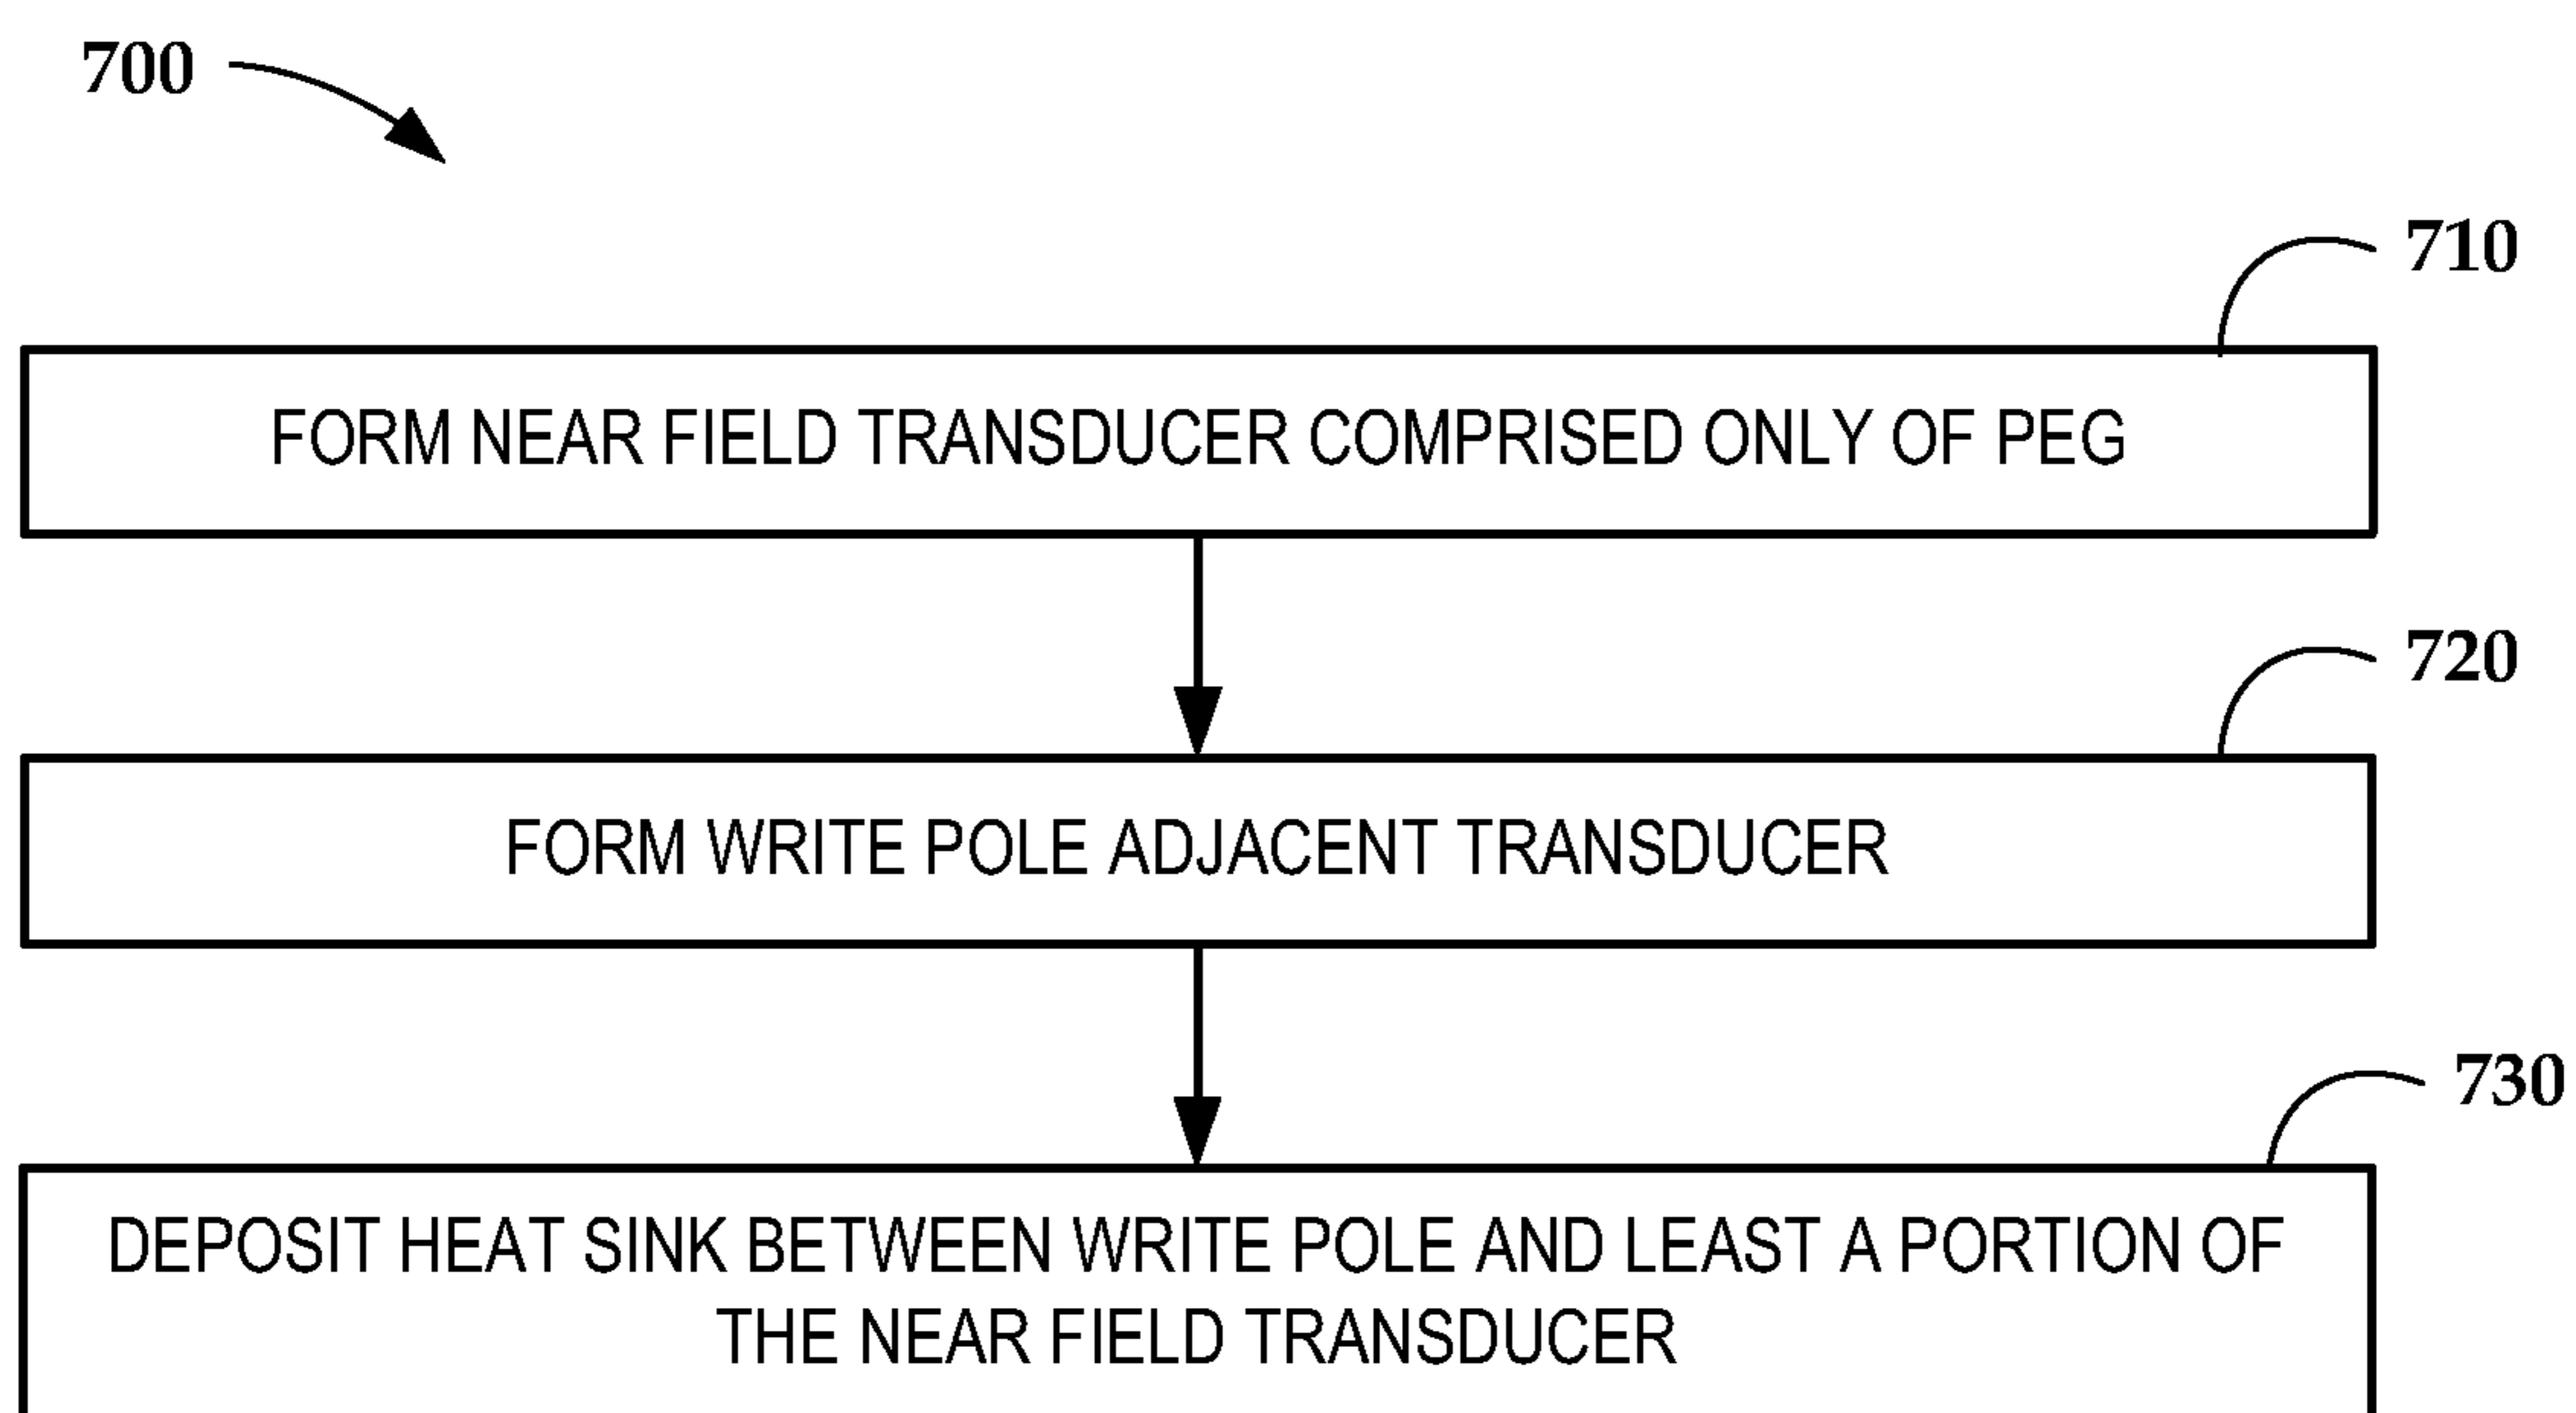 700
710
FORM NEAR FIELD TRANSDUCER COMPRISED ONLY OF PEG
720
FORM WRITE POLE ADJACENT TRANSDUCER
730
DEPOSIT HEAT SINK BETWEEN WRITE POLE AND LEAST A PORTION OF
THE NEAR FIELD TRANSDUCER